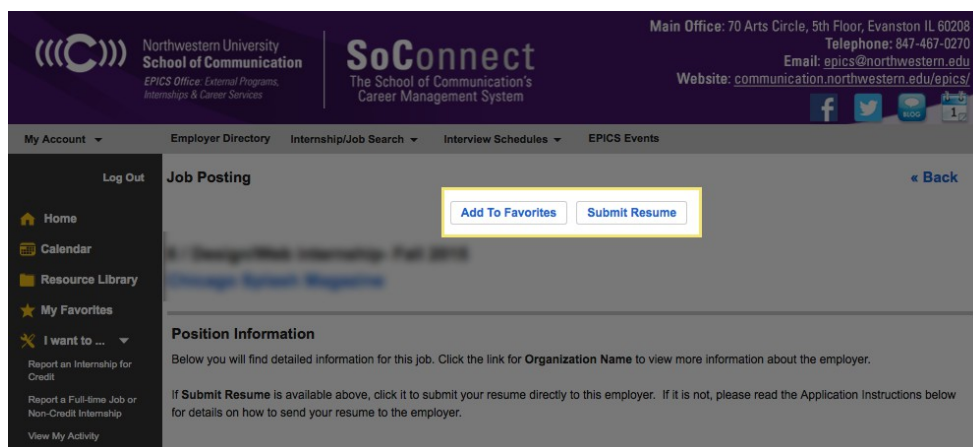 (((C)))
Northwestern University
School of Communication
EPICS Office: External Programs,
Internships & Career Services
SoConnect
The School of Communication's
Career Management System
Main Office: 70 Arts Circle, 5th Floor, Evanston IL 60208
Telephone: 847-467-0270
Email: epics@northwestern.edu
Website: communication.northwestern.edu/epics/
f
BLOG
1
My Account
Employer Directory
Internship/Job Search
Interview Schedules
EPICS Events
Log Out
Home
Calendar
Resource Library
My Favorites
I want to ...
Report an Internship for
Credit
Report a Full-time Job or
Non-Credit Internship
View My Activity
Job Posting
« Back
Add To Favorites
Submit Resume
Position Information
Below you will find detailed information for this job. Click the link for Organization Name to view more information about the employer.
If Submit Resume is available above, click it to submit your resume directly to this employer. If it is not, please read the Application Instructions below
for details on how to send your resume to the employer.